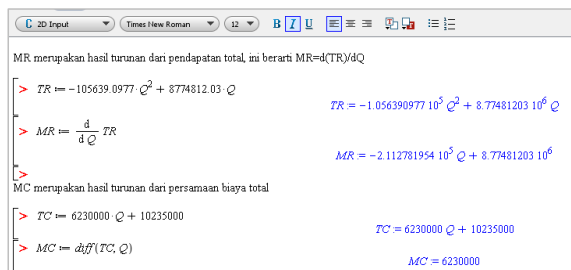 C 2D Input Times New Roman 12 B I U
MR merupakan hasil turunan dari pendapatan total, ini berarti MR=d(TR)/dQ
> TR := −105639.0977·Q² + 8774812.03·Q
TR := −1.056390977 10⁵ Q² + 8.77481203 10⁶ Q
> MR := d/dQ TR
MR := −2.112781954 10⁵ Q + 8.77481203 10⁶
>
MC merupakan hasil turunan dari persamaan biaya total
> TC := 6230000·Q + 10235000
TC := 6230000 Q + 10235000
> MC := diff(TC, Q)
MC := 6230000